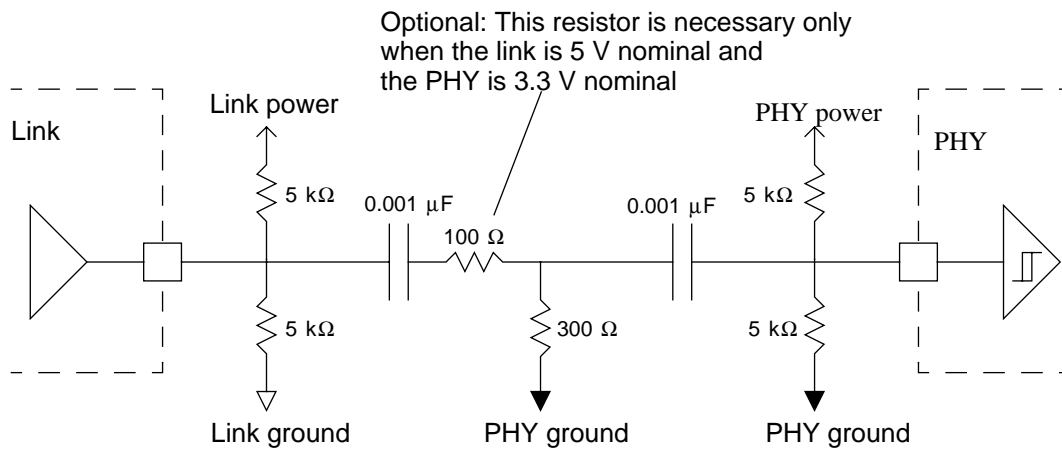 Optional: This resistor is necessary only
when the link is 5 V nominal and
the PHY is 3.3 V nominal
Link power
PHY power
Link
PHY
5 kΩ
0.001 μF
0.001 μF
5 kΩ
100 Ω
5 kΩ
300 Ω
5 kΩ
Link ground
PHY ground
PHY ground